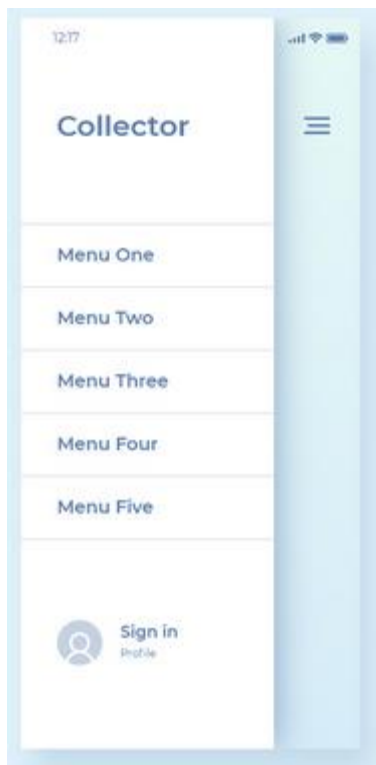 12:17
Collector
Menu One
Menu Two
Menu Three
Menu Four
Menu Five
Sign in
Profile